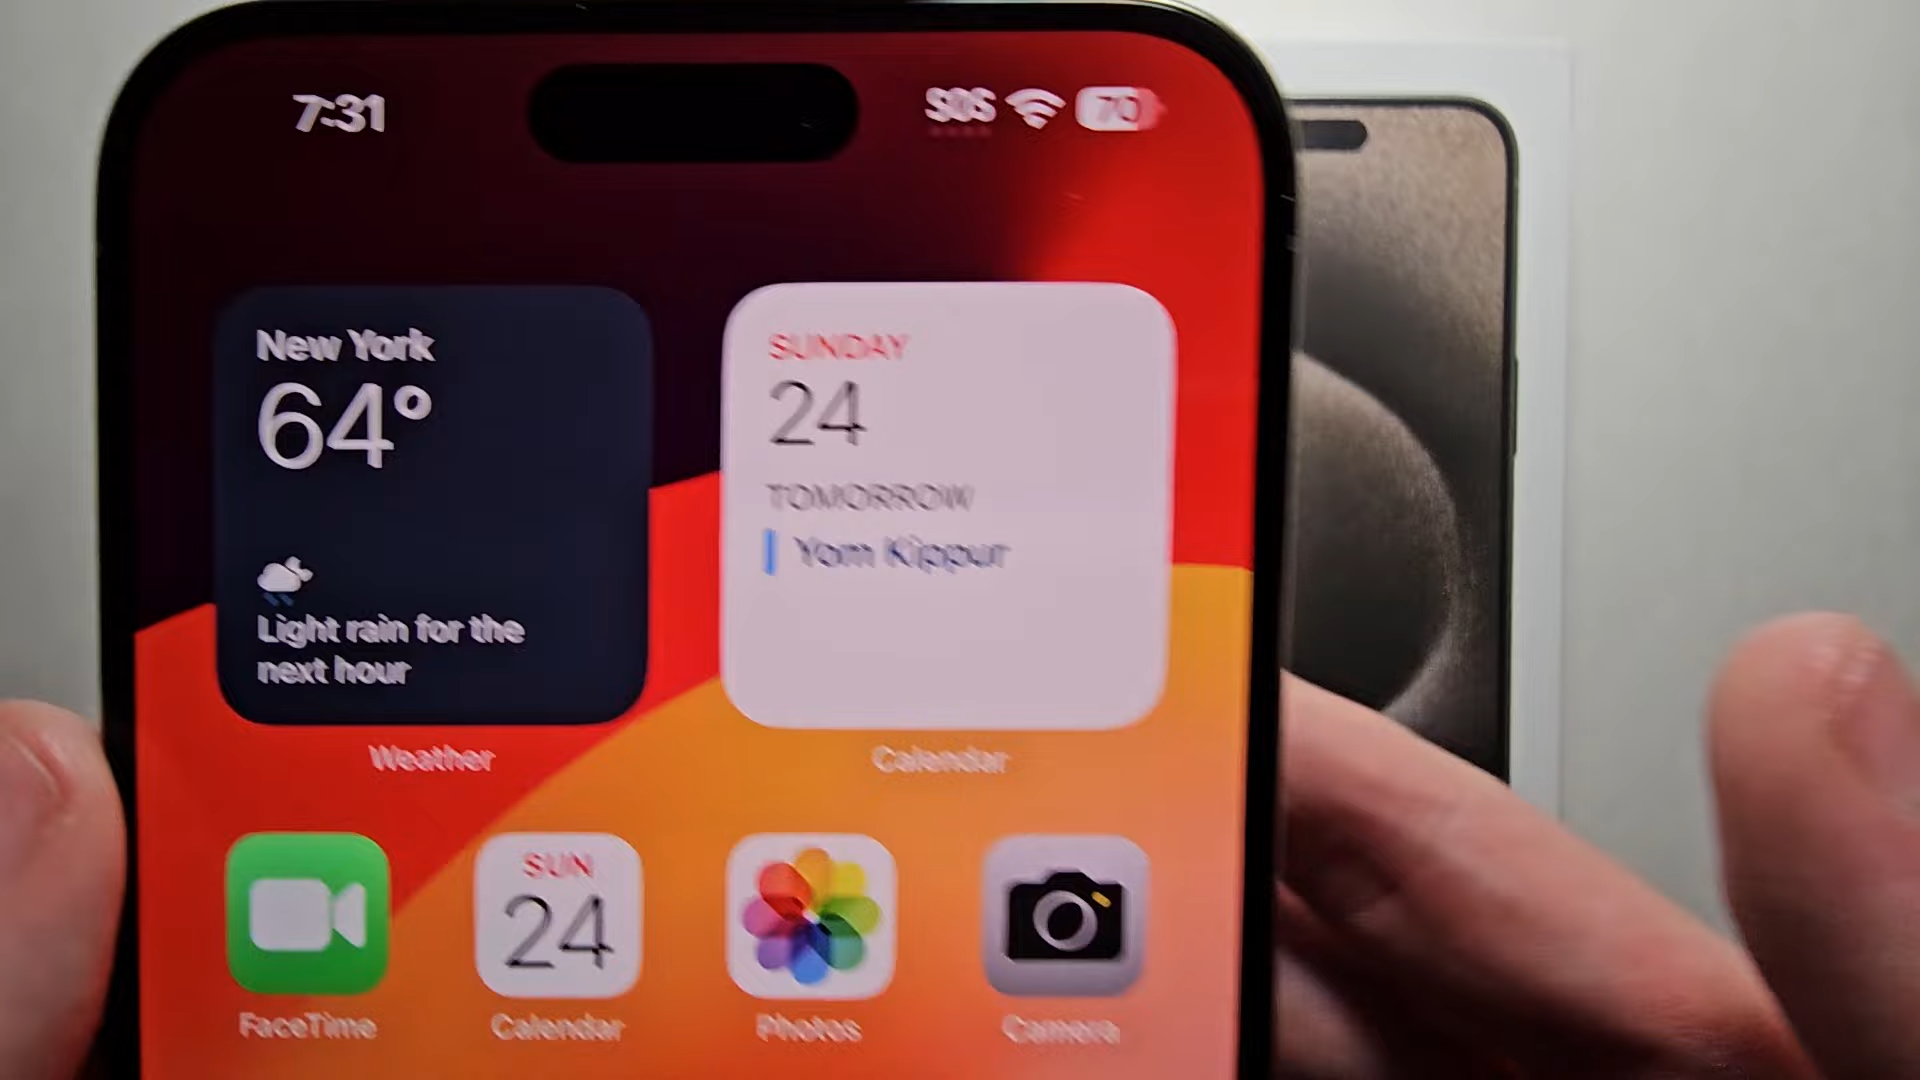 7:31
SOS
70
New York
64°
Light rain for the
next hour
Weather
SUNDAY
24
TOMORROW
Yom Kippur
Calendar
FaceTime
SUN
24
Calendar
Photos
Camera